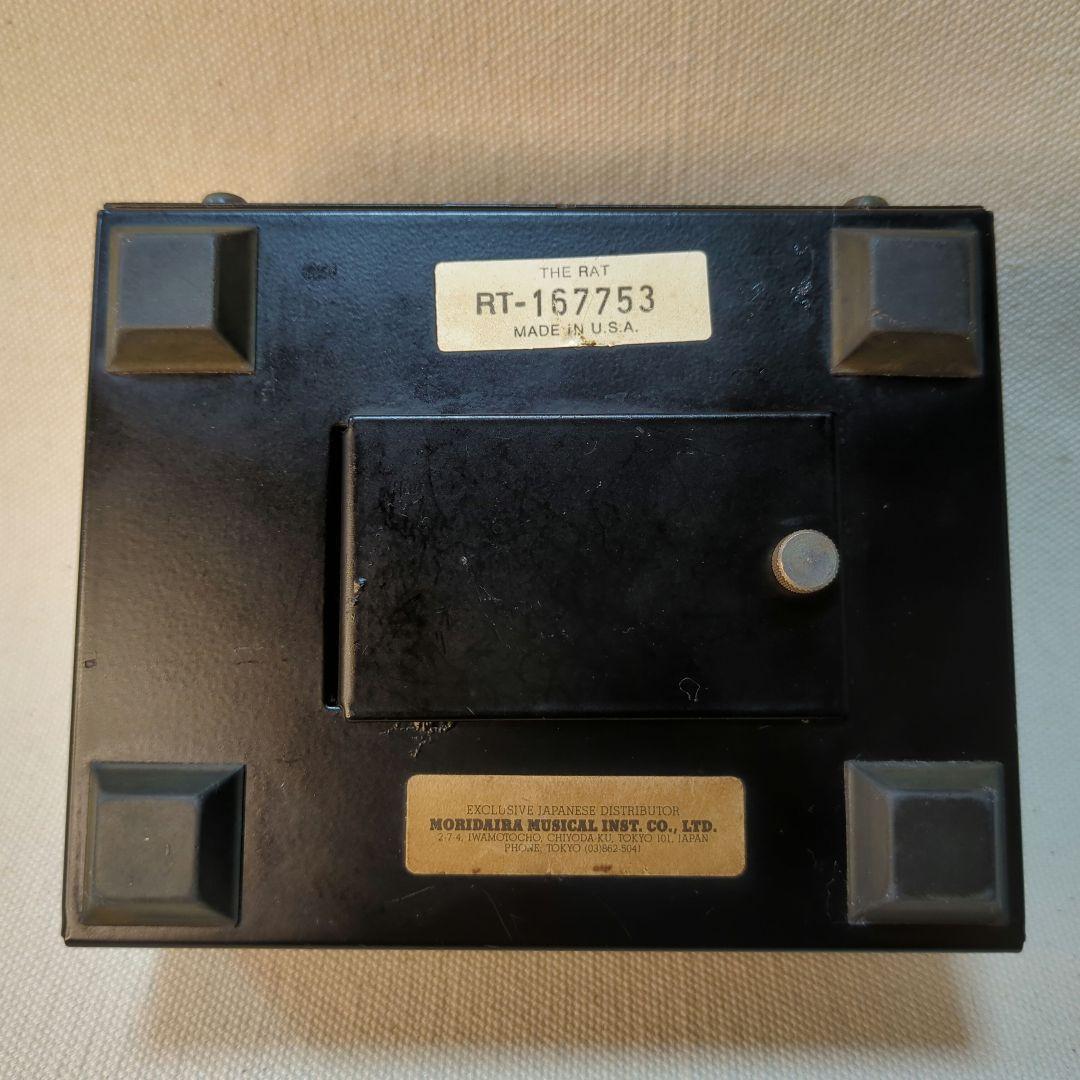 THE RAT
RT-167753
MADE IN U.S.A.
EXCLUSIVE JAPANESE DISTRIBUTOR
MORIDAIRA MUSICAL INST. CO., LTD.
2-7-4, IWAMOTOCHO, CHIYODA-KU, TOKYO 101, JAPAN
PHONE, TOKYO (03)862-5041